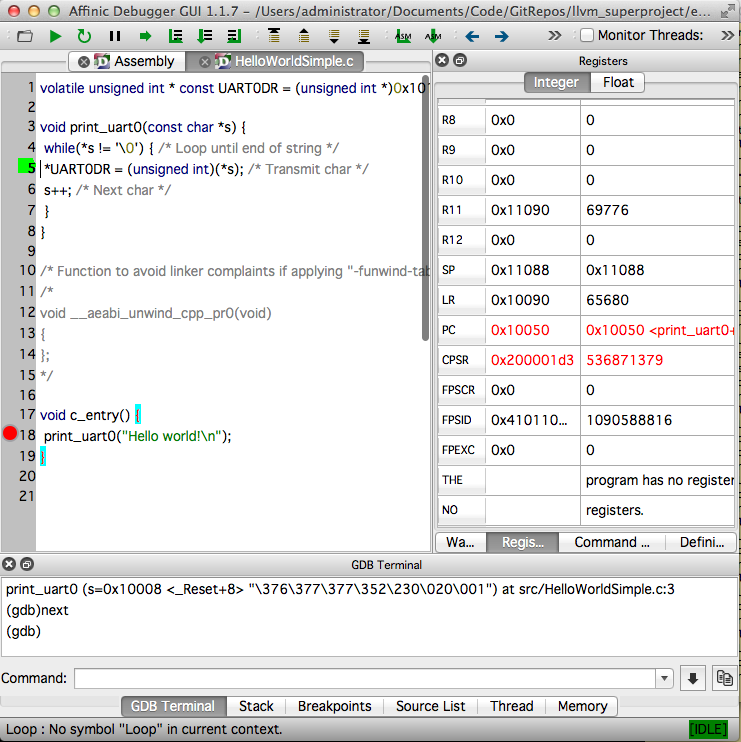 Affinic Debugger GUI 1.1.7 – /Users/administrator/Documents/Code/GitRepos/llvm_superproject/e...
ASM ASM >> Monitor Threads: >>
Assembly HelloWorldSimple.c
1 volatile unsigned int * const UART0DR = (unsigned int *)0x101
2
3 void print_uart0(const char *s) {
4 while(*s != '\0') { /* Loop until end of string */
5 *UART0DR = (unsigned int)(*s); /* Transmit char */
6 s++; /* Next char */
7 }
8 }
9
10 /* Function to avoid linker complaints if applying "-funwind-tab
11 /*
12 void __aeabi_unwind_cpp_pr0(void)
13 {
14 };
15 */
16
17 void c_entry() {
18 print_uart0("Hello world!\n");
19 }
20
21
Registers
Integer Float
R8 0x0 0
R9 0x0 0
R10 0x0 0
R11 0x11090 69776
R12 0x0 0
SP 0x11088 0x11088
LR 0x10090 65680
PC 0x10050 0x10050 <print_uart0+
CPSR 0x200001d3 536871379
FPSCR 0x0 0
FPSID 0x410110... 1090588816
FPEXC 0x0 0
THE program has no register
NO registers.
Wa... Regis... Command ... Defini...
GDB Terminal
print_uart0 (s=0x10008 <_Reset+8> "\376\377\377\352\230\020\001") at src/HelloWorldSimple.c:3
(gdb)next
(gdb)
Command:
GDB Terminal Stack Breakpoints Source List Thread Memory
Loop : No symbol "Loop" in current context. [IDLE]